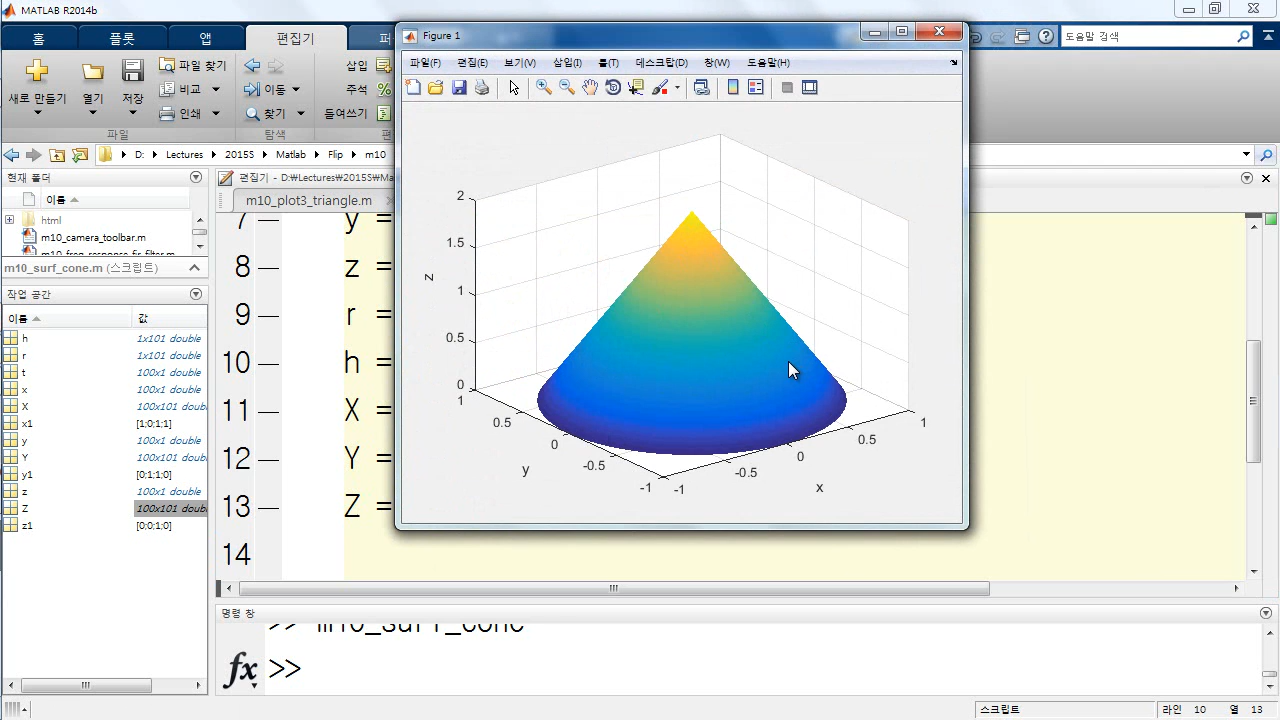 MATLAB R2014b
홈
플롯
앱
편집기
퍼
도움말 검색
새로 만들기
열기
저장
파일 찾기
비교
인쇄
이동
찾기
삽입
주석
들여쓰기
파일
탐색
편
D:
Lectures
2015S
Matlab
Flip
m10
현재 폴더
이름
html
m10_camera_toolbar.m
m10_freq_response_fir_filter.m
m10_surf_cone.m (스크립트)
작업 공간
이름 값
h 1x101 double
r 1x101 double
t 100x1 double
x 100x1 double
X 100x101 doubl
x1 [1;0;1;1]
y 100x1 double
Y 100x101 doubl
y1 [0;1;1;0]
z 100x1 double
Z 100x101 doubl
z1 [0;0;1;0]
편집기 - D:\Lectures\2015S\Ma
m10_plot3_triangle.m
7 y =
8 z =
9 r =
10 h =
11 X =
12 Y =
13 Z =
14
Figure 1
파일(F) 편집(E) 보기(V) 삽입(I) 툴(T) 데스크탑(D) 창(W) 도움말(H)
2
1.5
1
0.5
0
z
1
0.5
0
-0.5
-1
y
-1
-0.5
0
0.5
1
x
명령 창
>> m10_surf_cone
fx >>
스크립트
라인 10 열 13